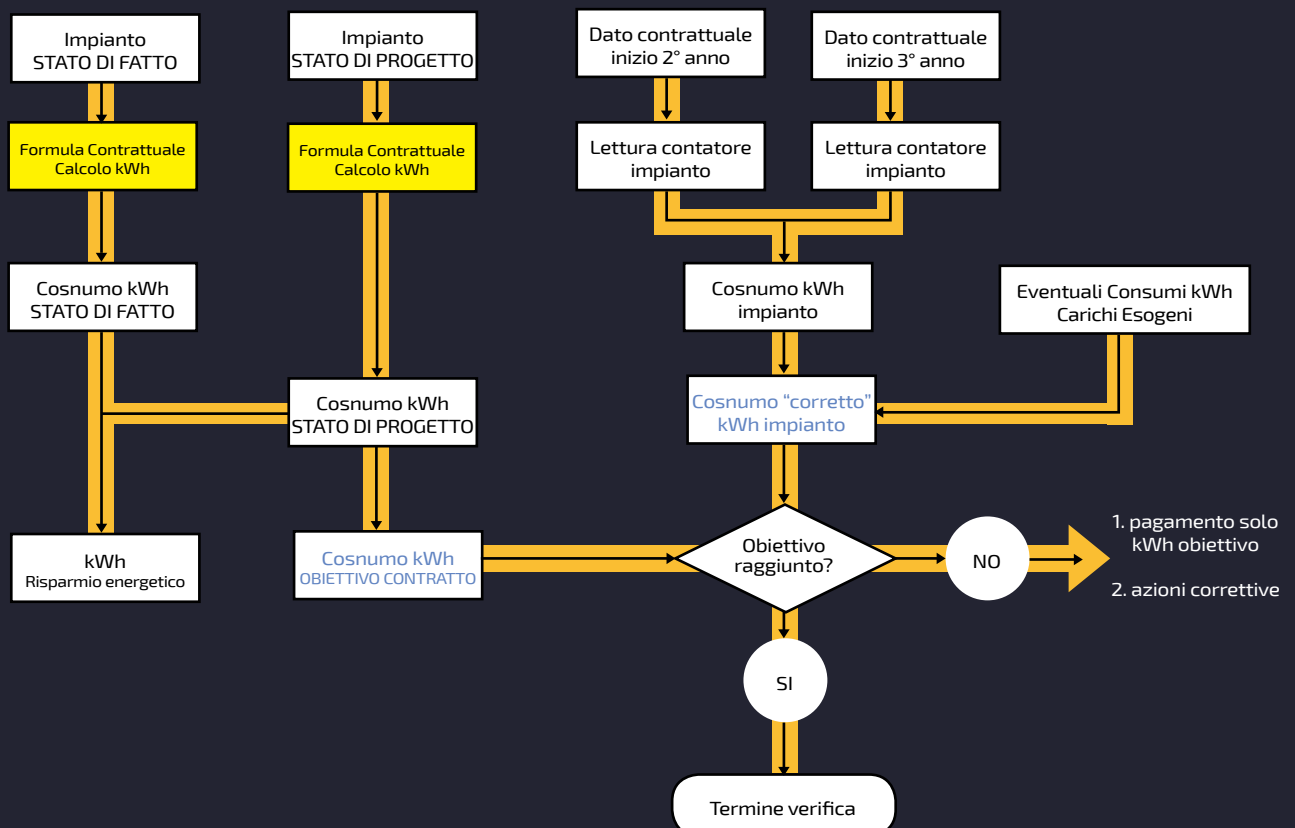 Impianto
STATO DI FATTO
Impianto
STATO DI PROGETTO
Dato contrattuale
inizio 2° anno
Dato contrattuale
inizio 3° anno
Formula Contrattuale
Calcolo kWh
Formula Contrattuale
Calcolo kWh
Lettura contatore
impianto
Lettura contatore
impianto
Cosnumo kWh
STATO DI FATTO
Cosnumo kWh
impianto
Eventuali Consumi kWh
Carichi Esogeni
Cosnumo kWh
STATO DI PROGETTO
Cosnumo “corretto”
kWh impianto
kWh
Risparmio energetico
Cosnumo kWh
OBIETTIVO CONTRATTO
Obiettivo
raggiunto?
NO
1. pagamento solo
kWh obiettivo
2. azioni correttive
SI
Termine verifica